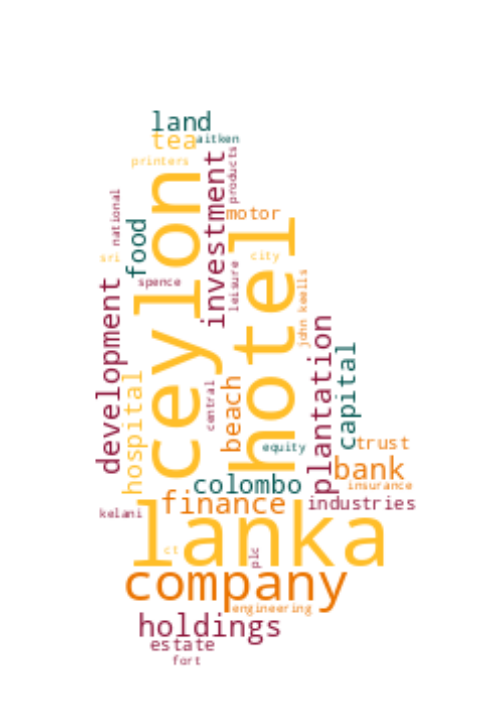 land
tea
aitken
printers
products
investment
national
ceylon
motor
food
hotel
sri
city
spence
leisure
john keells
development
plantation
capital
hospital
central
beach
equity
trust
bank
colombo
insurance
finance
industries
kelani
lanka
ct
plc
company
engineering
holdings
estate
fort